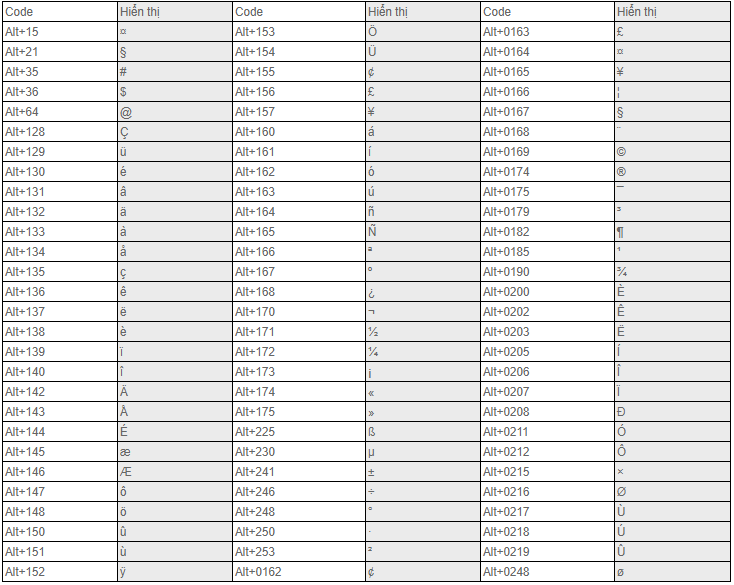 Code Hiển thị Code Hiển thị Code Hiển thị
Alt+15 ¤ Alt+153 Ö Alt+0163 £
Alt+21 § Alt+154 Ü Alt+0164 ¤
Alt+35 # Alt+155 ¢ Alt+0165 ¥
Alt+36 $ Alt+156 £ Alt+0166 ¦
Alt+64 @ Alt+157 ¥ Alt+0167 §
Alt+128 Ç Alt+160 á Alt+0168 ¨
Alt+129 ü Alt+161 í Alt+0169 ©
Alt+130 é Alt+162 ó Alt+0174 ®
Alt+131 â Alt+163 ú Alt+0175 ¯
Alt+132 ä Alt+164 ñ Alt+0179 ³
Alt+133 à Alt+165 Ñ Alt+0182 ¶
Alt+134 å Alt+166 ª Alt+0185 ¹
Alt+135 ç Alt+167 º Alt+0190 ¾
Alt+136 ê Alt+168 ¿ Alt+0200 È
Alt+137 ë Alt+170 ¬ Alt+0202 Ê
Alt+138 è Alt+171 ½ Alt+0203 Ë
Alt+139 ï Alt+172 ¼ Alt+0205 Í
Alt+140 î Alt+173 ¡ Alt+0206 Î
Alt+142 Ä Alt+174 « Alt+0207 Ï
Alt+143 Å Alt+175 » Alt+0208 Ð
Alt+144 É Alt+225 ß Alt+0211 Ó
Alt+145 æ Alt+230 µ Alt+0212 Ô
Alt+146 Æ Alt+241 ± Alt+0215 ×
Alt+147 ô Alt+246 ÷ Alt+0216 Ø
Alt+148 ö Alt+248 ° Alt+0217 Ù
Alt+150 û Alt+250 · Alt+0218 Ú
Alt+151 ù Alt+253 ² Alt+0219 Û
Alt+152 ÿ Alt+0162 ¢ Alt+0248 ø